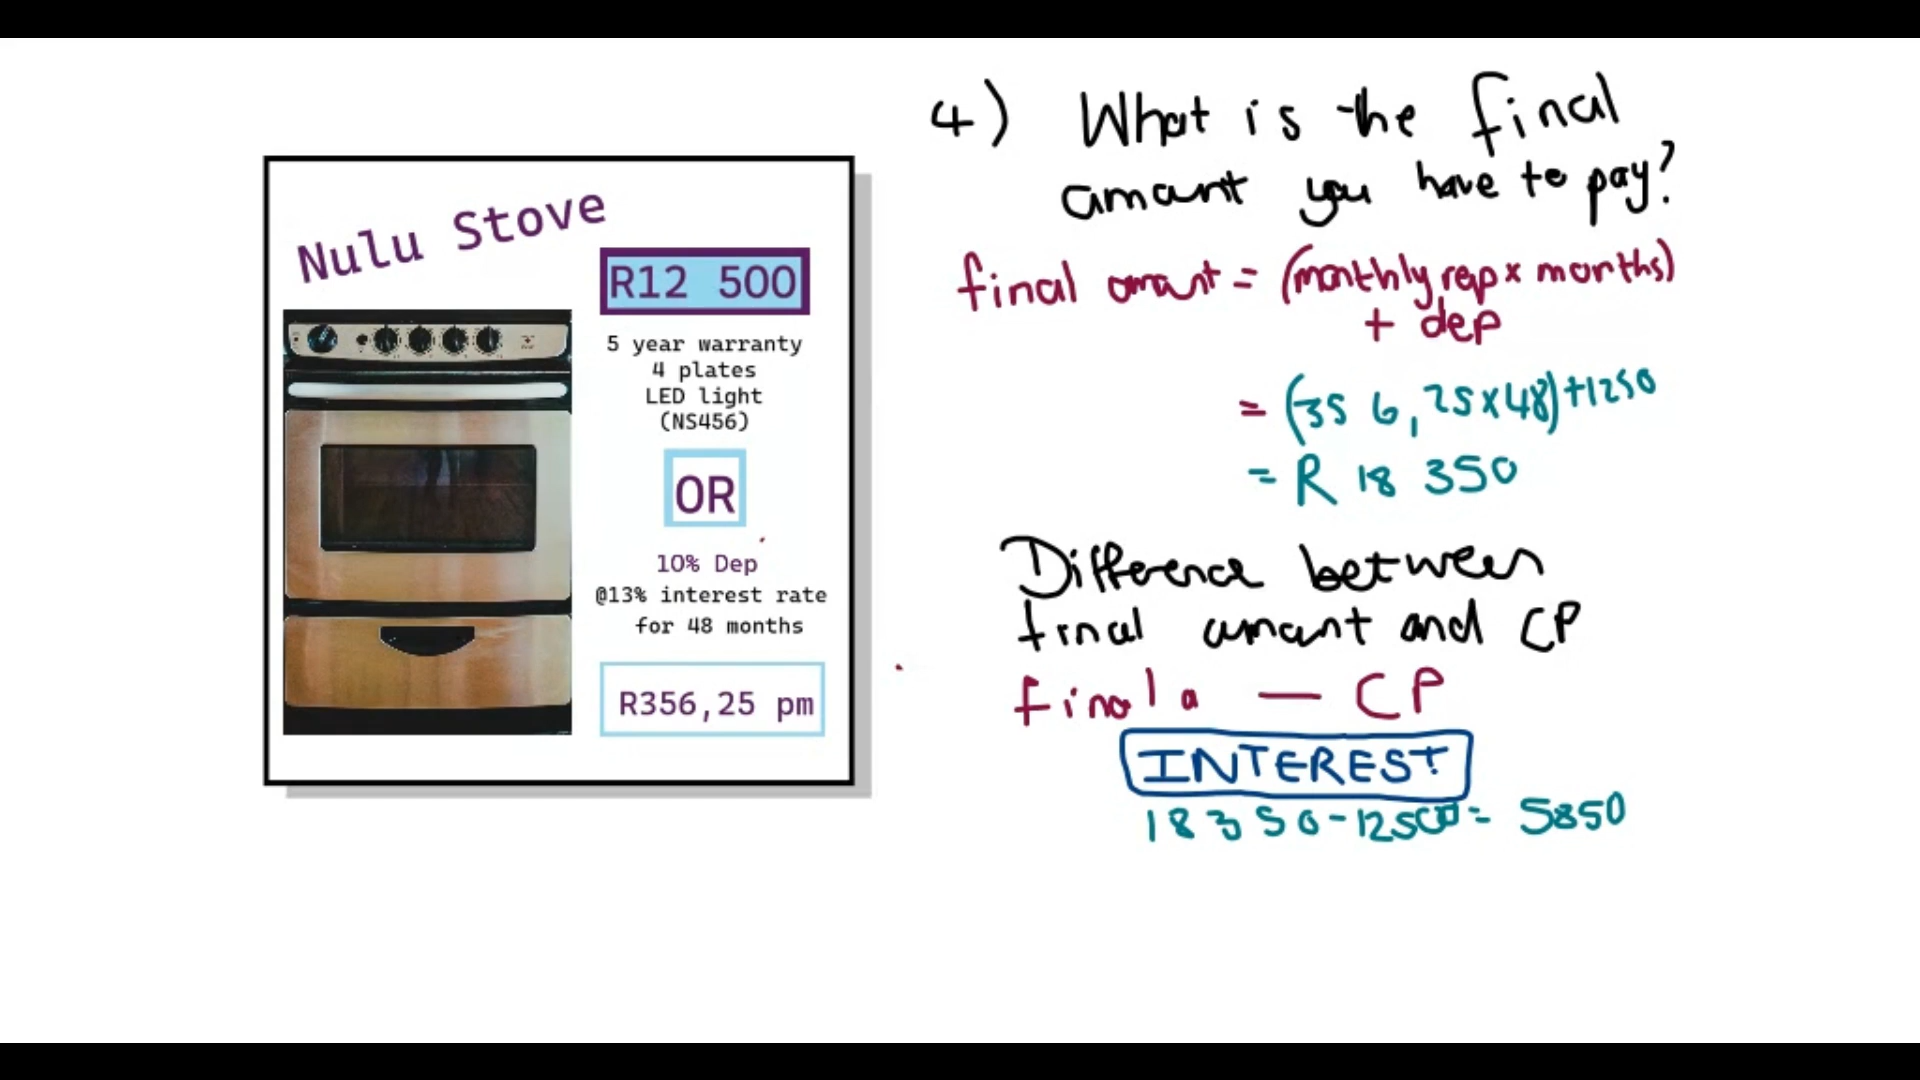 Nulu Stove
R12 500
5 year warranty
4 plates
LED light
(NS456)
OR
10% Dep
@13% interest rate
for 48 months
R356,25 pm
4) What is the final
amount you have to pay?
final amount = (monthly rep x months)
+ dep
= (356,25x48)+1250
= R 18 350
Difference between
final amount and CP
final a — CP
INTEREST
18350-12500= 5850